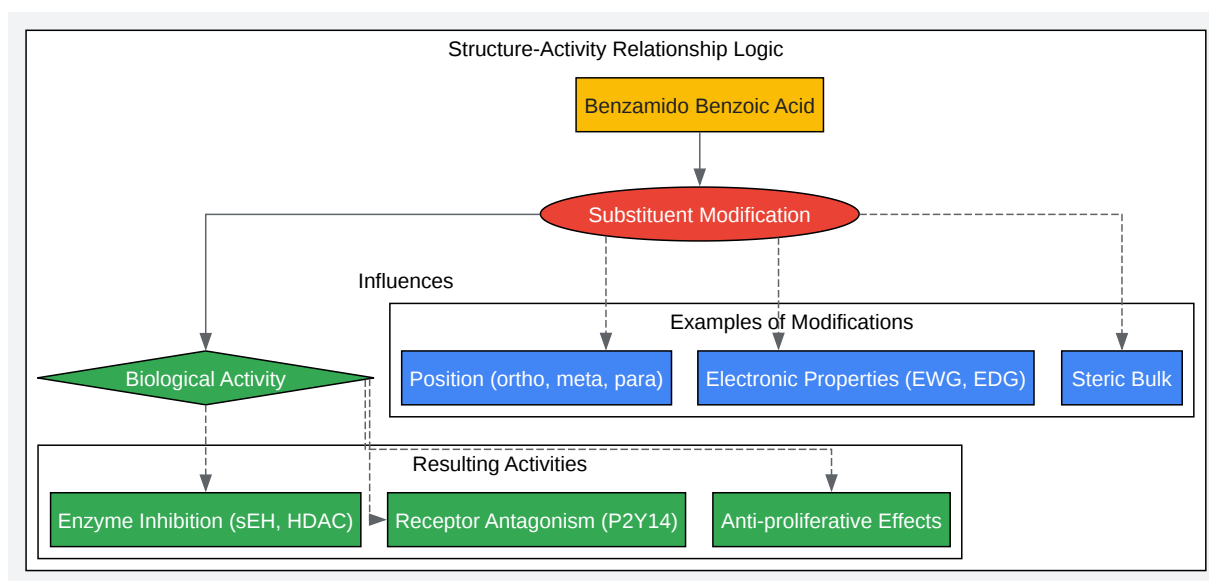 Structure-Activity Relationship Logic
Benzamido Benzoic Acid
Substituent Modification
Influences
Examples of Modifications
Position (ortho, meta, para)
Electronic Properties (EWG, EDG)
Steric Bulk
Biological Activity
Resulting Activities
Enzyme Inhibition (sEH, HDAC)
Receptor Antagonism (P2Y14)
Anti-proliferative Effects